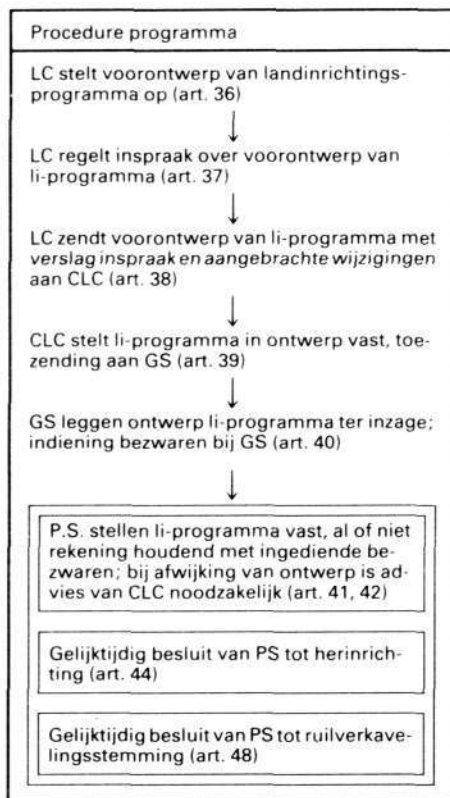 Procedure programma
LC stelt voorontwerp van landinrichtings-
programma op (art. 36)
LC regelt inspraak over voorontwerp van
li-programma (art. 37)
LC zendt voorontwerp van li-programma met
verslag inspraak en aangebrachte wijzigingen
aan CLC (art. 38)
CLC stelt li-programma in ontwerp vast, toe-
zending aan GS (art. 39)
GS leggen ontwerp li-programma ter inzage;
indiening bezwaren bij GS (art. 40)
P.S. stellen li-programma vast, al of niet
rekening houdend met ingediende be-
zwaren; bij afwijking van ontwerp is ad-
vies van CLC noodzakelijk (art. 41, 42)
Gelijktijdig besluit van PS tot herinrich-
ting (art. 44)
Gelijktijdig besluit van PS tot ruilverkave-
lingsstemming (art. 48)